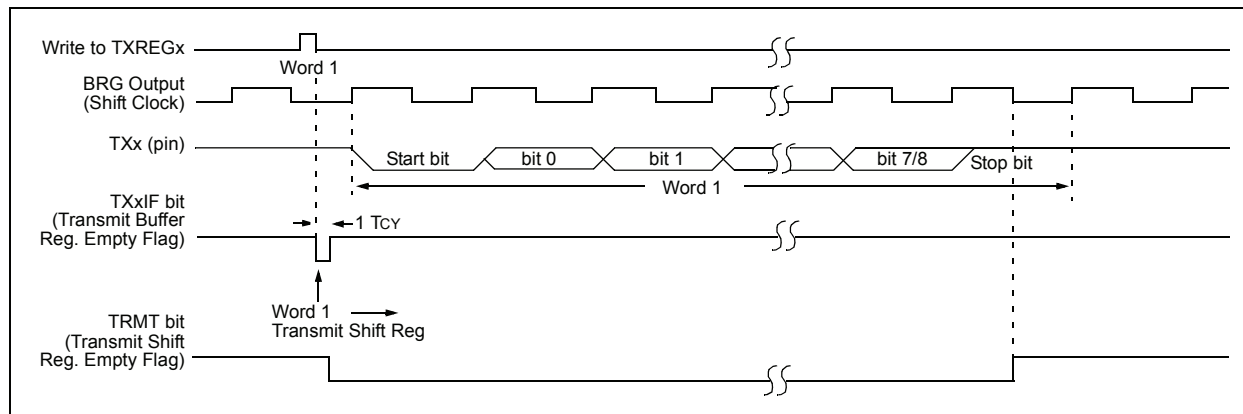 Write to TXREGx
Word 1
BRG Output
(Shift Clock)
TXx (pin)
Start bit
bit 0
bit 1
bit 7/8
Stop bit
Word 1
TXxIF bit
(Transmit Buffer
Reg. Empty Flag)
1 TCY
Word 1
Transmit Shift Reg
TRMT bit
(Transmit Shift
Reg. Empty Flag)